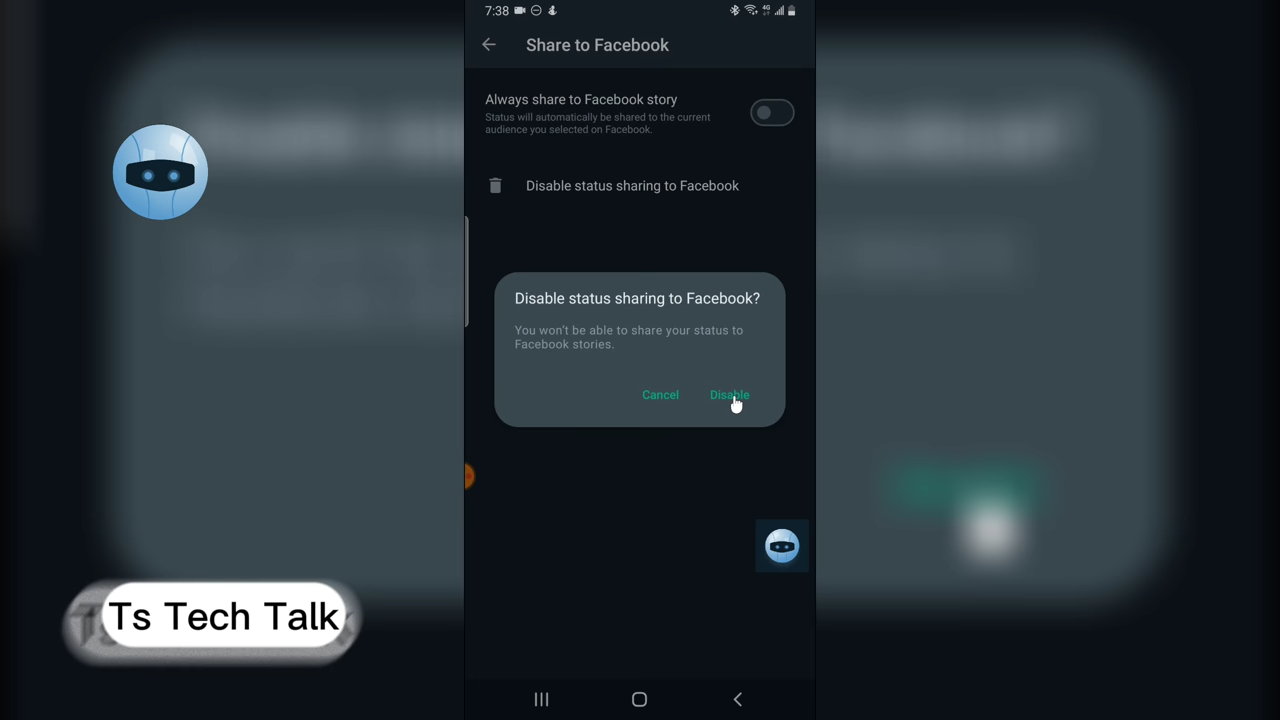 7:38
4G
Share to Facebook
Always share to Facebook story
Status will automatically be shared to the current
audience you selected on Facebook.
Disable status sharing to Facebook
Disable status sharing to Facebook?
You won't be able to share your status to
Facebook stories.
Cancel
Disable
Ts Tech Talk